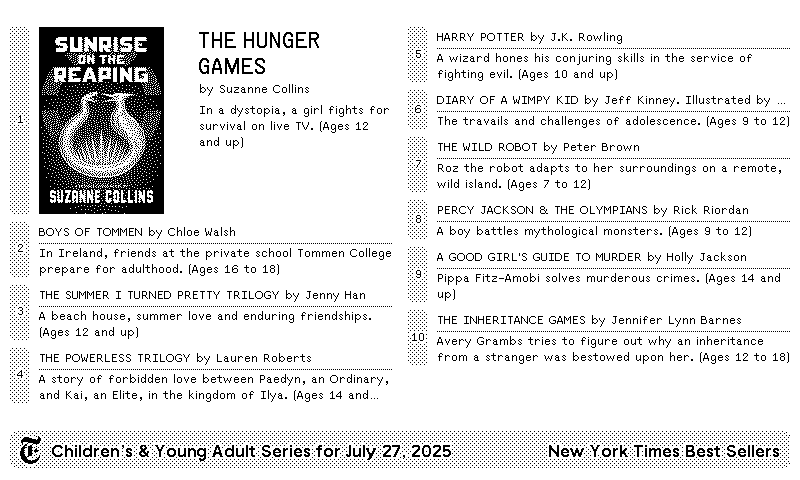 1
SUNRISE
ON THE
REAPING
SUZANNE COLLINS
THE HUNGER
GAMES
by Suzanne Collins
In a dystopia, a girl fights for
survival on live TV. (Ages 12
and up)
2
BOYS OF TOMMEN by Chloe Walsh
In Ireland, friends at the private school Tommen College
prepare for adulthood. (Ages 16 to 18)
3
THE SUMMER I TURNED PRETTY TRILOGY by Jenny Han
A beach house, summer love and enduring friendships.
(Ages 12 and up)
4
THE POWERLESS TRILOGY by Lauren Roberts
A story of forbidden love between Paedyn, an Ordinary,
and Kai, an Elite, in the kingdom of Ilya. (Ages 14 and...
5
HARRY POTTER by J.K. Rowling
A wizard hones his conjuring skills in the service of
fighting evil. (Ages 10 and up)
6
DIARY OF A WIMPY KID by Jeff Kinney. Illustrated by ...
The travails and challenges of adolescence. (Ages 9 to 12)
7
THE WILD ROBOT by Peter Brown
Roz the robot adapts to her surroundings on a remote,
wild island. (Ages 7 to 12)
8
PERCY JACKSON & THE OLYMPIANS by Rick Riordan
A boy battles mythological monsters. (Ages 9 to 12)
9
A GOOD GIRL'S GUIDE TO MURDER by Holly Jackson
Pippa Fitz-Amobi solves murderous crimes. (Ages 14 and
up)
10
THE INHERITANCE GAMES by Jennifer Lynn Barnes
Avery Grambs tries to figure out why an inheritance
from a stranger was bestowed upon her. (Ages 12 to 18)
T Children's & Young Adult Series for July 27, 2025
New York Times Best Sellers